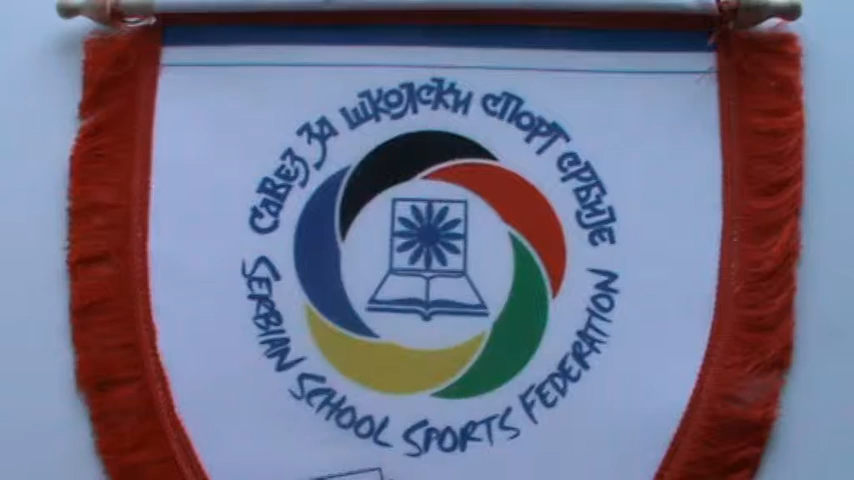 Савез за школски спорт Србије
SERBIAN SCHOOL SPORTS FEDERATION